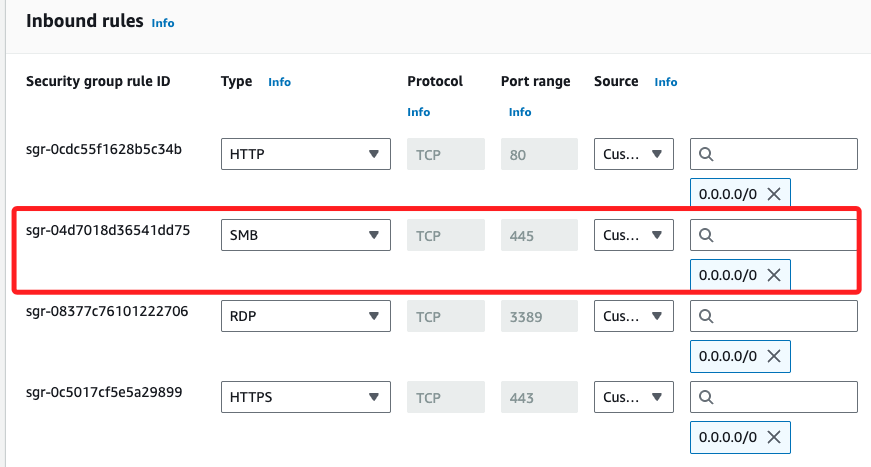 Inbound rules Info
Security group rule ID Type Info Protocol Info Port range Info Source Info
sgr-0cdc55f1628b5c34b HTTP TCP 80 Cus...
0.0.0.0/0
sgr-04d7018d36541dd75 SMB TCP 445 Cus...
0.0.0.0/0
sgr-08377c76101222706 RDP TCP 3389 Cus...
0.0.0.0/0
sgr-0c5017cf5e5a29899 HTTPS TCP 443 Cus...
0.0.0.0/0